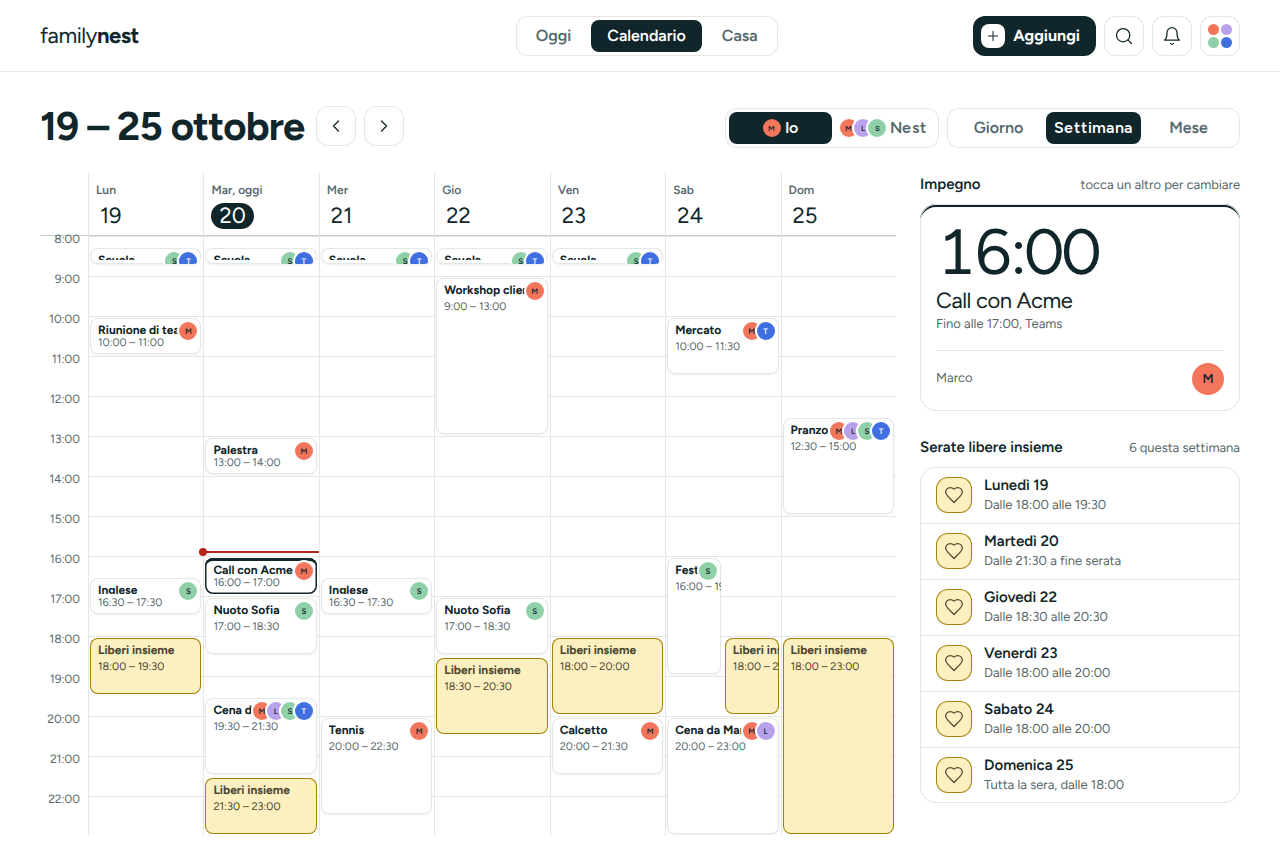 familynest
Oggi
Calendario
Casa
Aggiungi
19 – 25 ottobre
M Io
M L S Nest
Giorno
Settimana
Mese
Lun
19
Mar, oggi
20
Mer
21
Gio
22
Ven
23
Sab
24
Dom
25
8:00
9:00
10:00
11:00
12:00
13:00
14:00
15:00
16:00
17:00
18:00
19:00
20:00
21:00
22:00
Scuola S T
Riunione di tea M
10:00 – 11:00
Inglese S
16:30 – 17:30
Liberi insieme
18:00 – 19:30
Scuola S T
Palestra M
13:00 – 14:00
Call con Acme M
16:00 – 17:00
Nuoto Sofia S
17:00 – 18:30
Cena d M L S T
19:30 – 21:30
Liberi insieme
21:30 – 23:00
Scuola S T
Inglese S
16:30 – 17:30
Tennis M
20:00 – 22:30
Scuola S T
Workshop clien M
9:00 – 13:00
Nuoto Sofia S
17:00 – 18:30
Liberi insieme
18:30 – 20:30
Scuola S T
Liberi insieme
18:00 – 20:00
Calcetto M
20:00 – 21:30
Mercato M T
10:00 – 11:30
Fest S
16:00 – 19
Liberi ins
18:00 – 2
Cena da Mar M L
20:00 – 23:00
Pranzo M L S T
12:30 – 15:00
Liberi insieme
18:00 – 23:00
Impegno
tocca un altro per cambiare
16:00
Call con Acme
Fino alle 17:00, Teams
Marco
M
Serate libere insieme
6 questa settimana
Lunedì 19
Dalle 18:00 alle 19:30
Martedì 20
Dalle 21:30 a fine serata
Giovedì 22
Dalle 18:30 alle 20:30
Venerdì 23
Dalle 18:00 alle 20:00
Sabato 24
Dalle 18:00 alle 20:00
Domenica 25
Tutta la sera, dalle 18:00